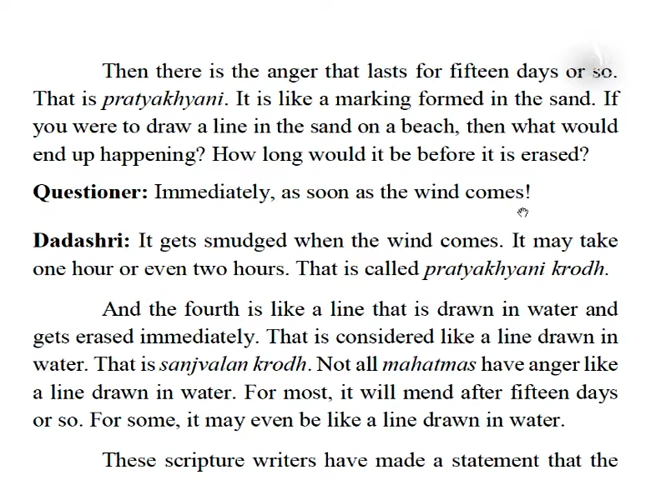 Then there is the anger that lasts for fifteen days or so.
That is pratyakhyani. It is like a marking formed in the sand. If
you were to draw a line in the sand on a beach, then what would
end up happening? How long would it be before it is erased?
Questioner: Immediately, as soon as the wind comes!
Dadashri: It gets smudged when the wind comes. It may take
one hour or even two hours. That is called pratyakhyani krodh.
And the fourth is like a line that is drawn in water and
gets erased immediately. That is considered like a line drawn in
water. That is sanjvalan krodh. Not all mahatmas have anger like
a line drawn in water. For most, it will mend after fifteen days
or so. For some, it may even be like a line drawn in water.
These scripture writers have made a statement that the